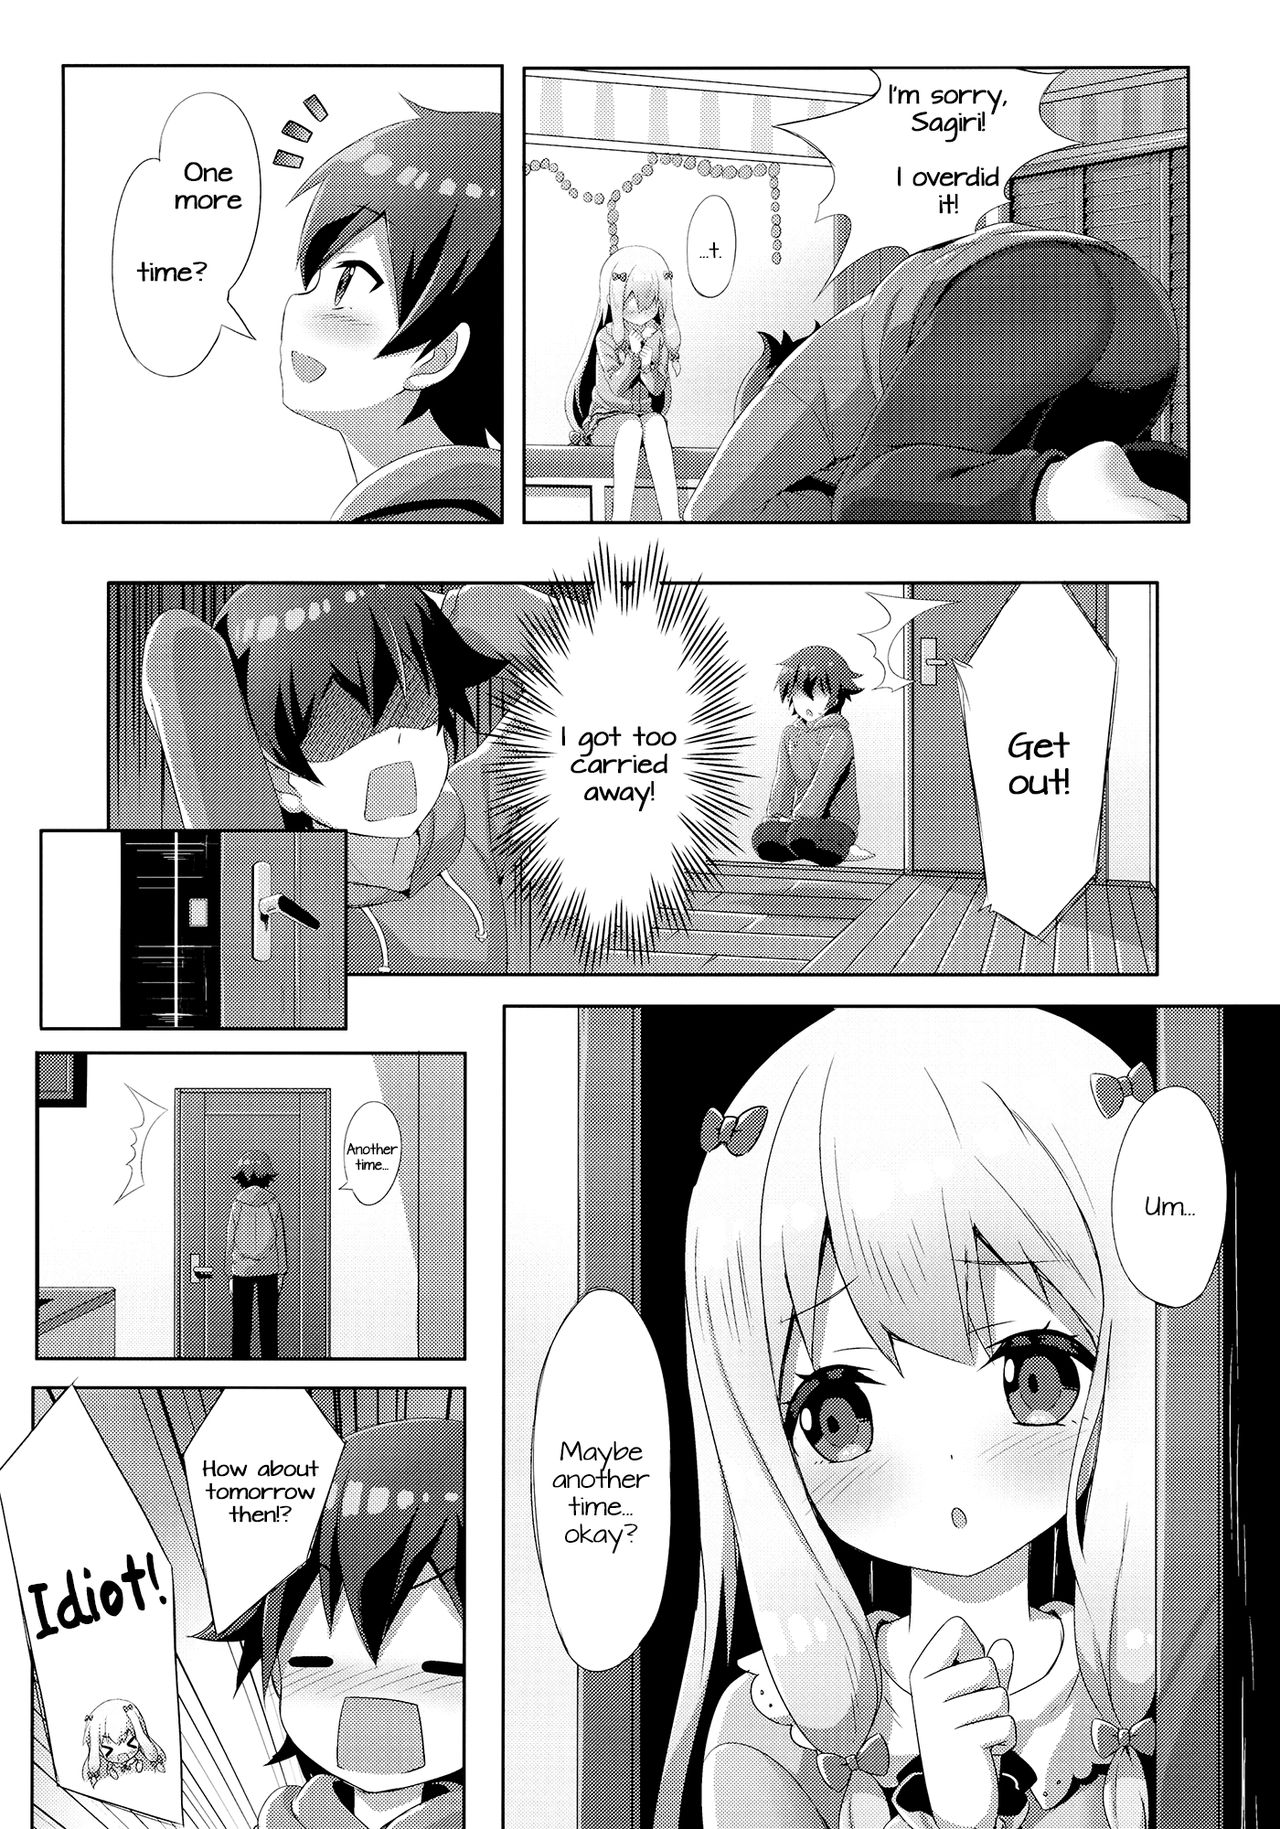 I'm sorry,
Sagiri!
I overdid
it!
...t.
One
more
time?
Get
out!
I got too
carried
away!
Um...
Maybe
another
time...
okay?
Another
time...
How about
tomorrow
then!?
Idiot!